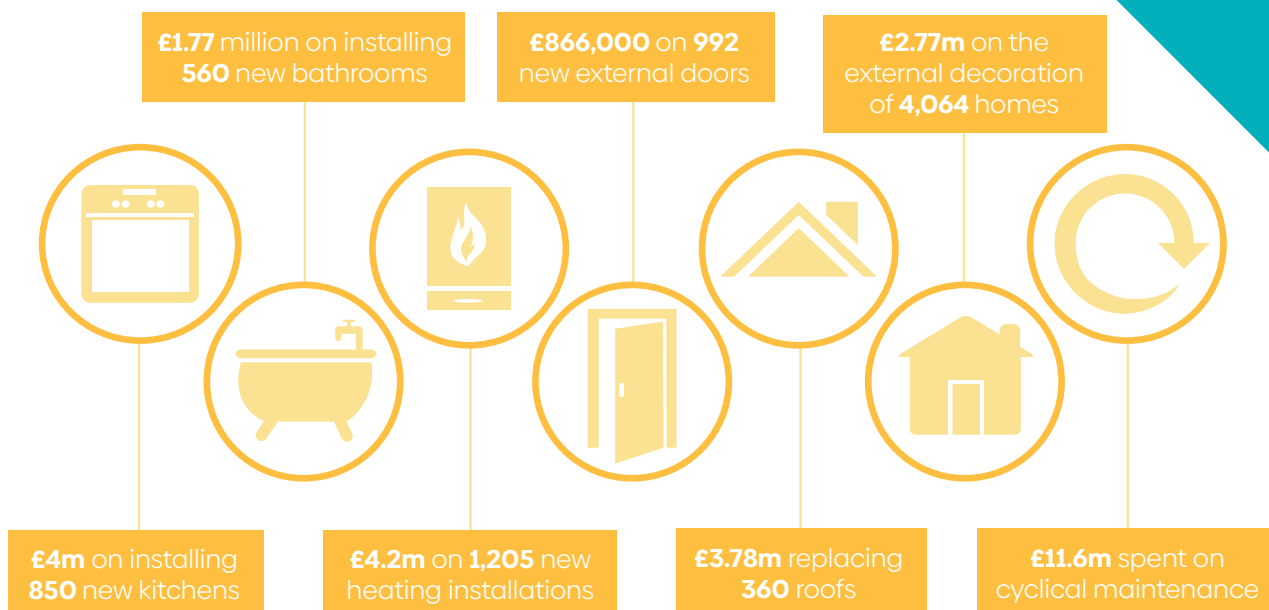 £1.77 million on installing
560 new bathrooms
£866,000 on 992
new external doors
£2.77m on the
external decoration
of 4,064 homes
£4m on installing
850 new kitchens
£4.2m on 1,205 new
heating installations
£3.78m replacing
360 roofs
£11.6m spent on
cyclical maintenance